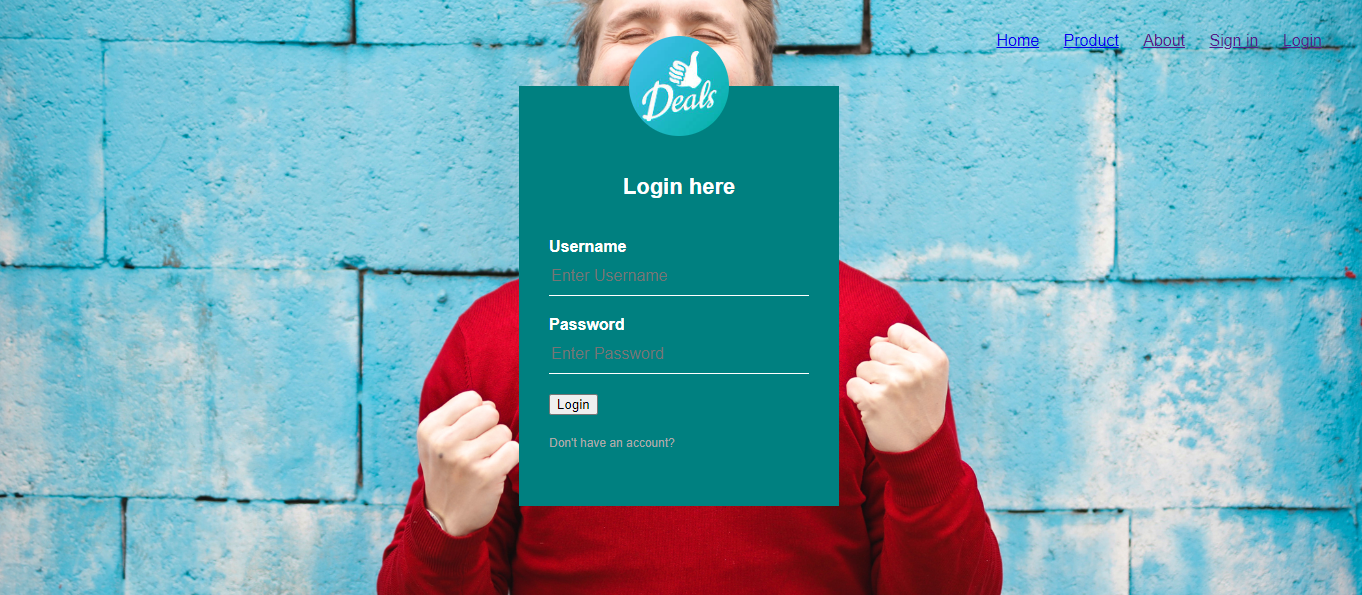 Home Product About Sign in Login
Deals
Login here
Username
Enter Username
Password
Enter Password
Login
Don't have an account?